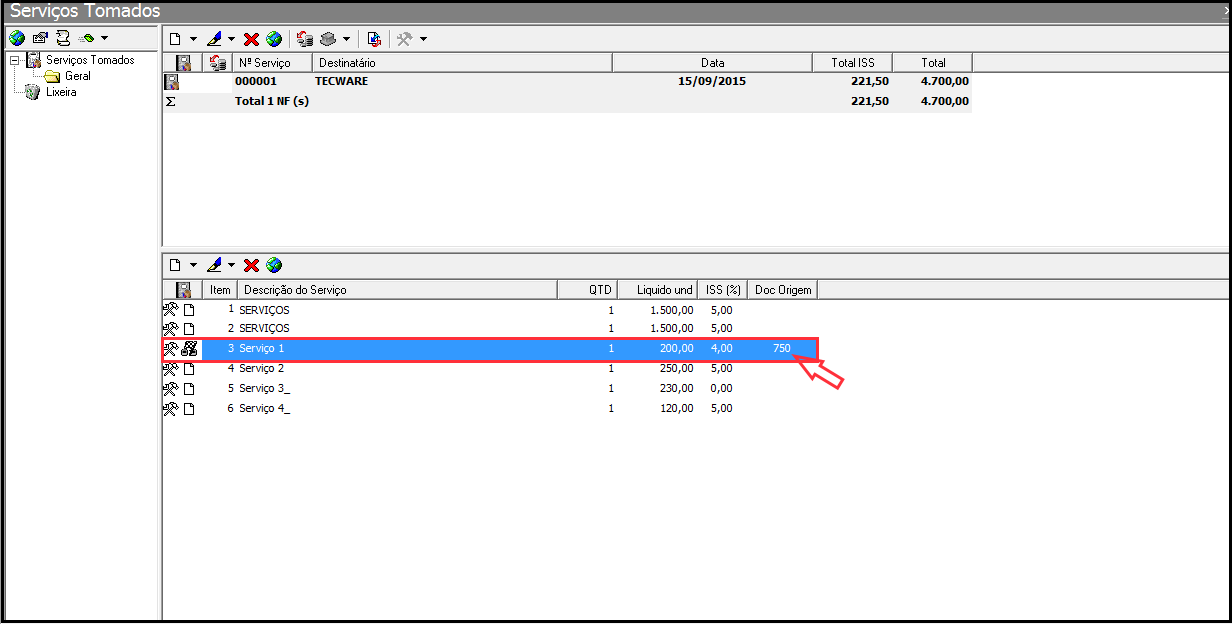 Serviços Tomados
Serviços Tomados
Geral
Lixeira
Nº Serviço Destinatário Data Total ISS Total
000001 TECWARE 15/09/2015 221,50 4.700,00
Σ Total 1 NF (s) 221,50 4.700,00
Item Descrição do Serviço QTD Liquido und ISS (%) Doc Origem
1 SERVIÇOS 1 1.500,00 5,00
2 SERVIÇOS 1 1.500,00 5,00
3 Serviço 1 1 200,00 4,00 750
4 Serviço 2 1 250,00 5,00
5 Serviço 3_ 1 230,00 0,00
6 Serviço 4_ 1 120,00 5,00